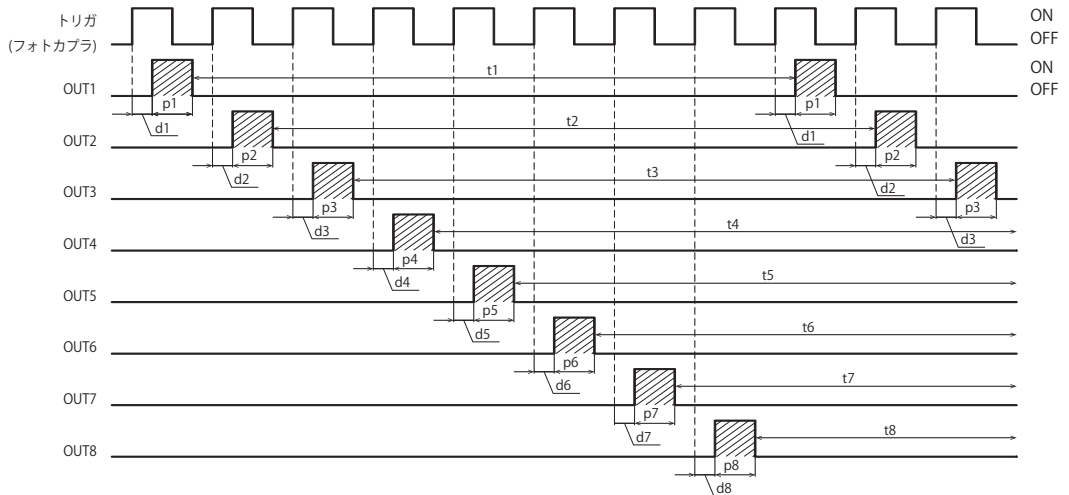 トリガ
(フォトカプラ)
ON
OFF
ON
OFF
OUT1
t1
p1
p1
d1
d1
OUT2
t2
p2
p2
d2
d2
OUT3
t3
p3
p3
d3
d3
OUT4
t4
p4
d4
OUT5
t5
p5
d5
OUT6
t6
p6
d6
OUT7
t7
p7
d7
OUT8
t8
p8
d8